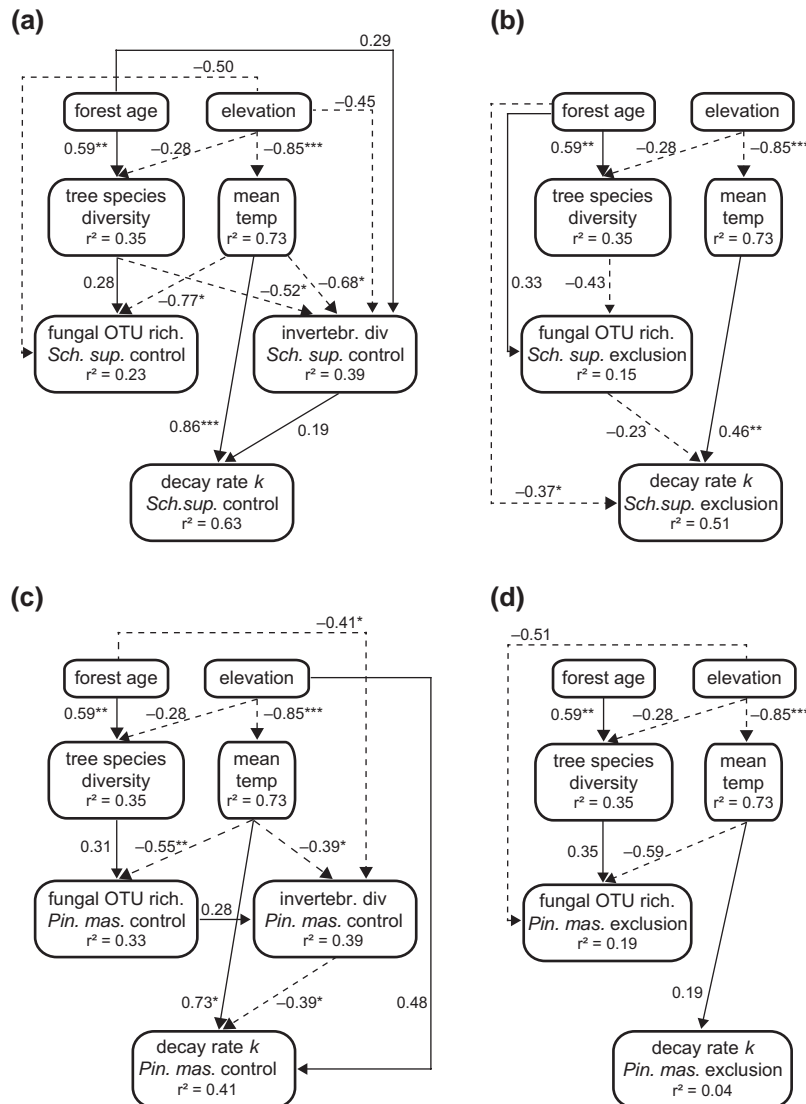 (a)
0.29
–0.50
forest age
elevation
–0.45
0.59**
–0.28
–0.85***
tree species
diversity
r² = 0.35
mean
temp
r² = 0.73
0.28
–0.77*
–0.52*
–0.68*
fungal OTU rich.
Sch. sup. control
r² = 0.23
invertebr. div
Sch. sup. control
r² = 0.39
0.86***
0.19
decay rate k
Sch.sup. control
r² = 0.63
(b)
forest age
elevation
0.59**
–0.28
–0.85***
tree species
diversity
r² = 0.35
mean
temp
r² = 0.73
0.33
–0.43
fungal OTU rich.
Sch. sup. exclusion
r² = 0.15
–0.23
0.46**
–0.37*
decay rate k
Sch.sup. exclusion
r² = 0.51
(c)
–0.41*
forest age
elevation
0.59**
–0.28
–0.85***
tree species
diversity
r² = 0.35
mean
temp
r² = 0.73
0.31
–0.55**
–0.39*
fungal OTU rich.
Pin. mas. control
r² = 0.33
0.28
invertebr. div
Pin. mas. control
r² = 0.39
0.73*
–0.39*
0.48
decay rate k
Pin. mas. control
r² = 0.41
(d)
–0.51
forest age
elevation
0.59**
–0.28
–0.85***
tree species
diversity
r² = 0.35
mean
temp
r² = 0.73
0.35
–0.59
fungal OTU rich.
Pin. mas. exclusion
r² = 0.19
0.19
decay rate k
Pin. mas. exclusion
r² = 0.04